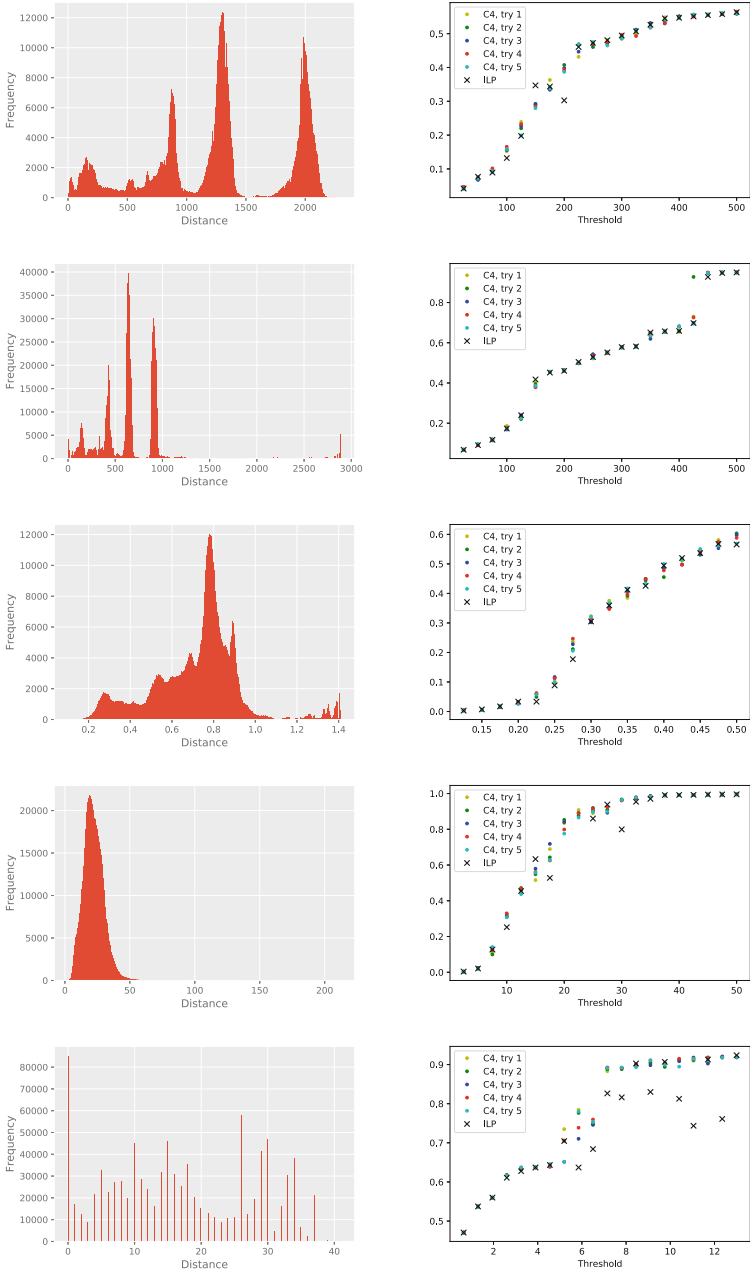 12000
10000
8000
6000
4000
2000
0
Frequency
0 500 1000 1500 2000
Distance
0,5
0.4
0.3
0.2
0.1
C4, try 1
C4, try 2
C4, try 3
C4, try 4
C4, try 5
ILP
100 200 300 400 500
Threshold
40000
35000
30000
25000
20000
15000
10000
5000
0
Frequency
0 500 1000 1500 2000 2500 3000
Distance
0.8
0.6
0.4
0.2
C4, try 1
C4, try 2
C4, try 3
C4, try 4
C4, try 5
ILP
100 200 300 400 500
Threshold
12000
10000
8000
6000
4000
2000
0
Frequency
0.2 0.4 0.6 0.8 1.0 1.2 1.4
Distance
0.6
0.5
0.4
0.3
0.2
0.1
0.0
C4, try 1
C4, try 2
C4, try 3
C4, try 4
C4, try 5
ILP
0.15 0.20 0.25 0.30 0.35 0.40 0.45 0.50
Threshold
20000
15000
10000
5000
0
Frequency
0 50 100 150 200
Distance
1.0
0.8
0.6
0.4
0.2
0.0
C4, try 1
C4, try 2
C4, try 3
C4, try 4
C4, try 5
ILP
10 20 30 40 50
Threshold
80000
70000
60000
50000
40000
30000
20000
10000
0
Frequency
0 10 20 30 40
Distance
0.9
0.8
0.7
0.6
0.5
C4, try 1
C4, try 2
C4, try 3
C4, try 4
C4, try 5
ILP
2 4 6 8 10 12
Threshold